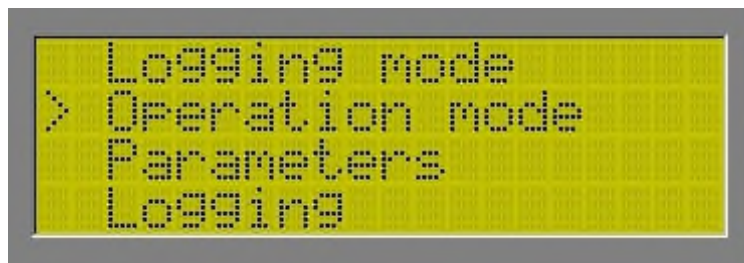 Logging mode
> Operation mode
Parameters
Logging